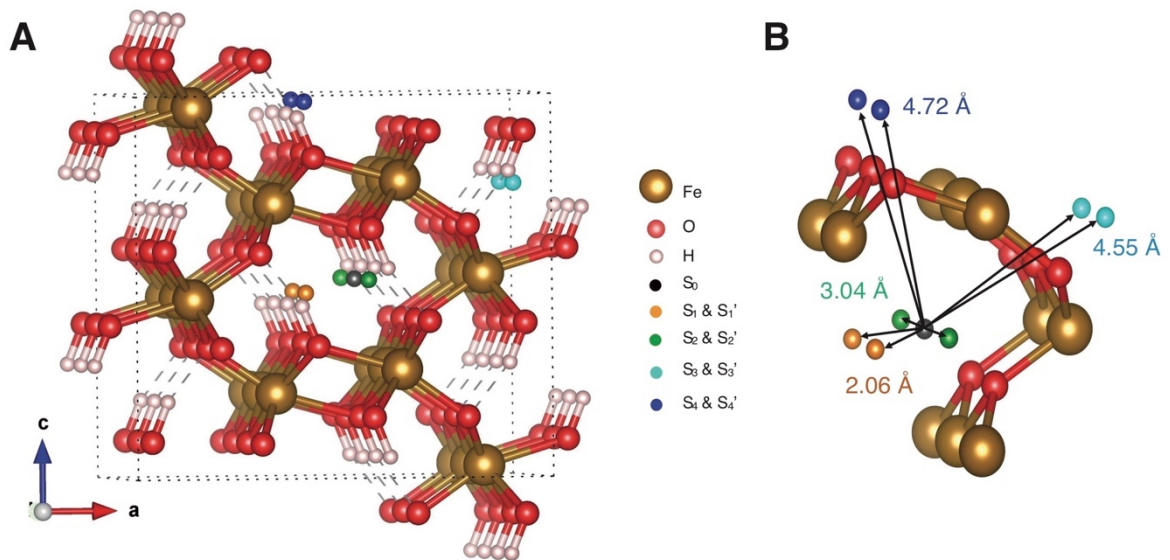 A
B
4.72 Å
4.55 Å
3.04 Å
2.06 Å
Fe
O
H
S₀
S₁ & S₁'
S₂ & S₂'
S₃ & S₃'
S₄ & S₄'
c
a